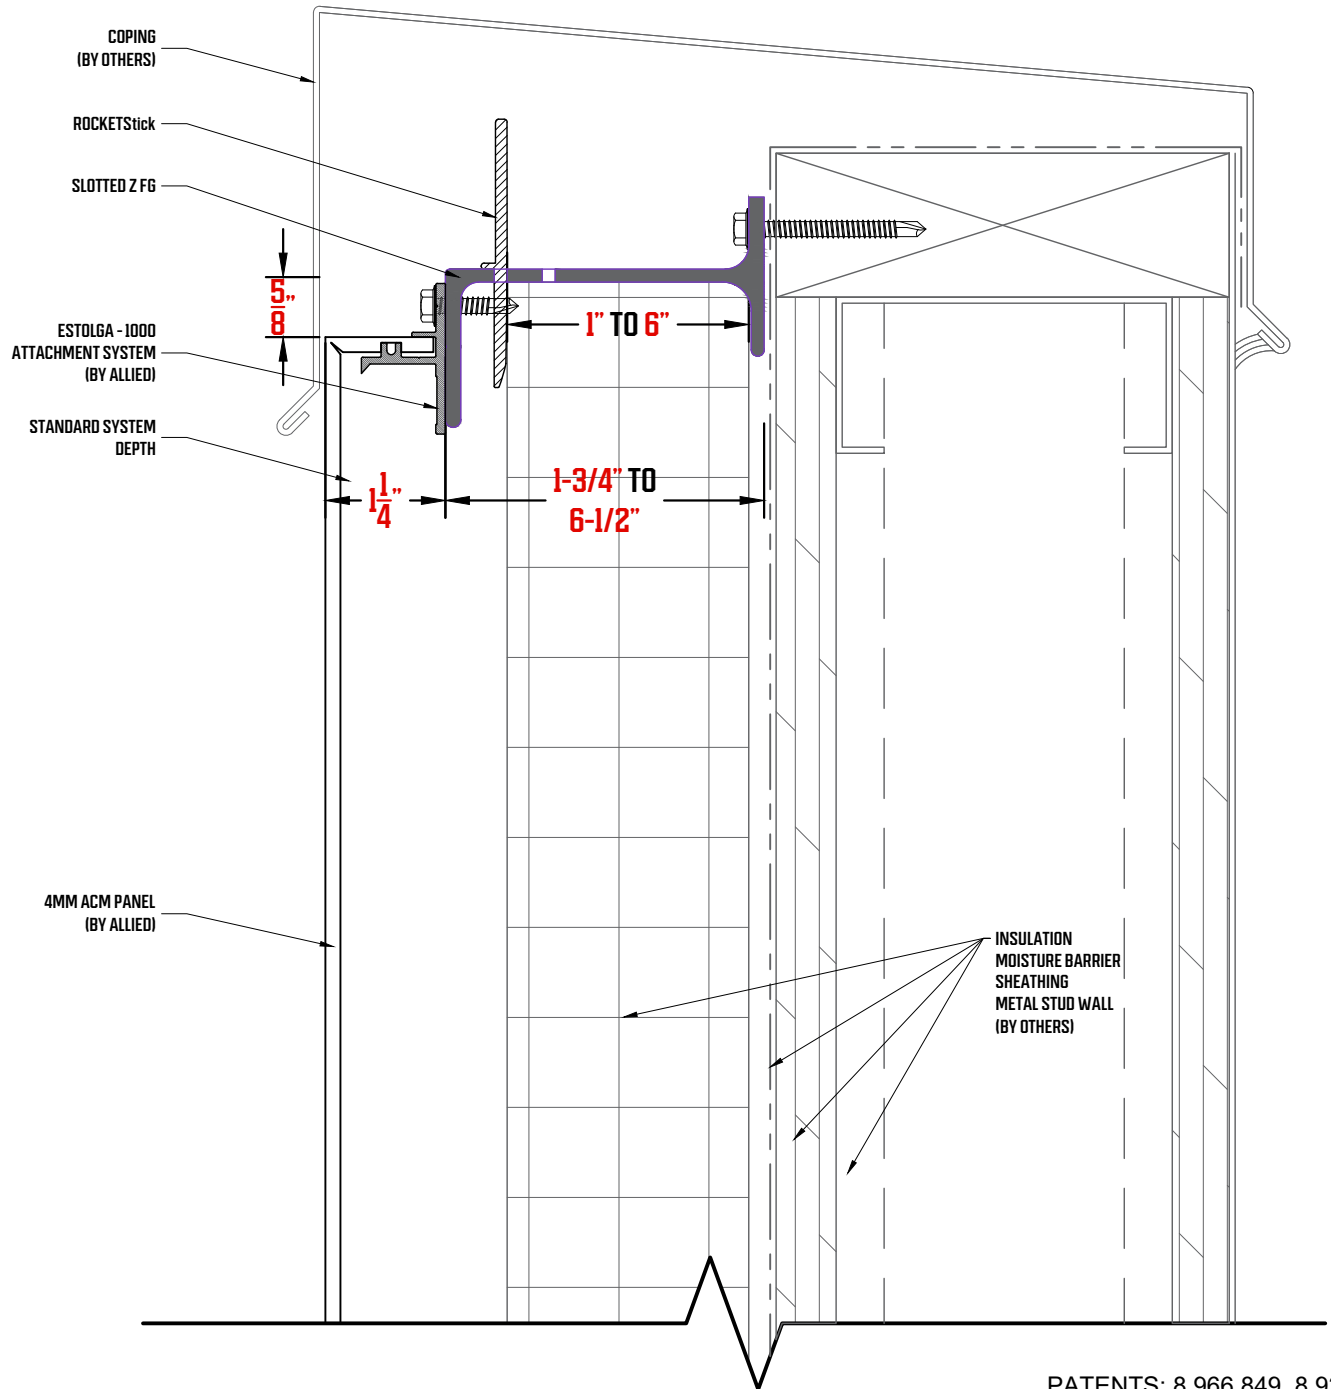 COPING
(BY OTHERS)
ROCKETStick
SLOTTED Z FG
5"
8
ESTOLGA - 1000
ATTACHMENT SYSTEM
(BY ALLIED)
1" TO 6"
STANDARD SYSTEM
DEPTH
1 1/4"
1-3/4" TO
6-1/2"
4MM ACM PANEL
(BY ALLIED)
INSULATION
MOISTURE BARRIER
SHEATHING
METAL STUD WALL
(BY OTHERS)
PATENTS: 8,966,849, 8,9